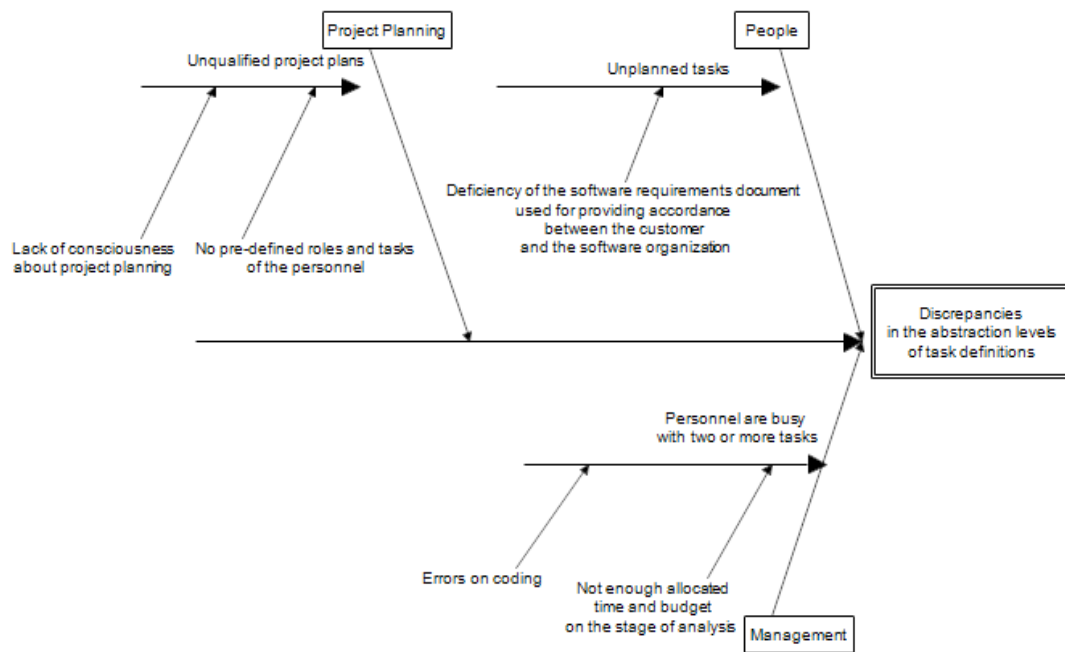 Project Planning
People
Unqualified project plans
Unplanned tasks
Deficiency of the software requirements document
used for providing accordance
between the customer
and the software organization
Lack of consciousness
about project planning
No pre-defined roles and tasks
of the personnel
Discrepancies
in the abstraction levels
of task definitions
Personnel are busy
with two or more tasks
Errors on coding
Not enough allocated
time and budget
on the stage of analysis
Management